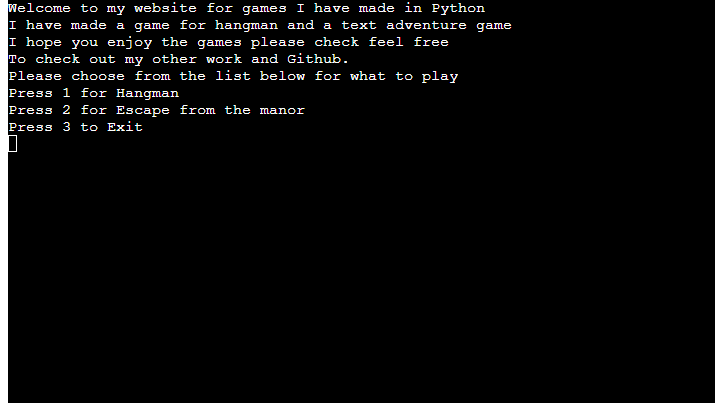 Welcome to my website for games I have made in Python
I have made a game for hangman and a text adventure game
I hope you enjoy the games please check feel free
To check out my other work and Github.
Please choose from the list below for what to play
Press 1 for Hangman
Press 2 for Escape from the manor
Press 3 to Exit